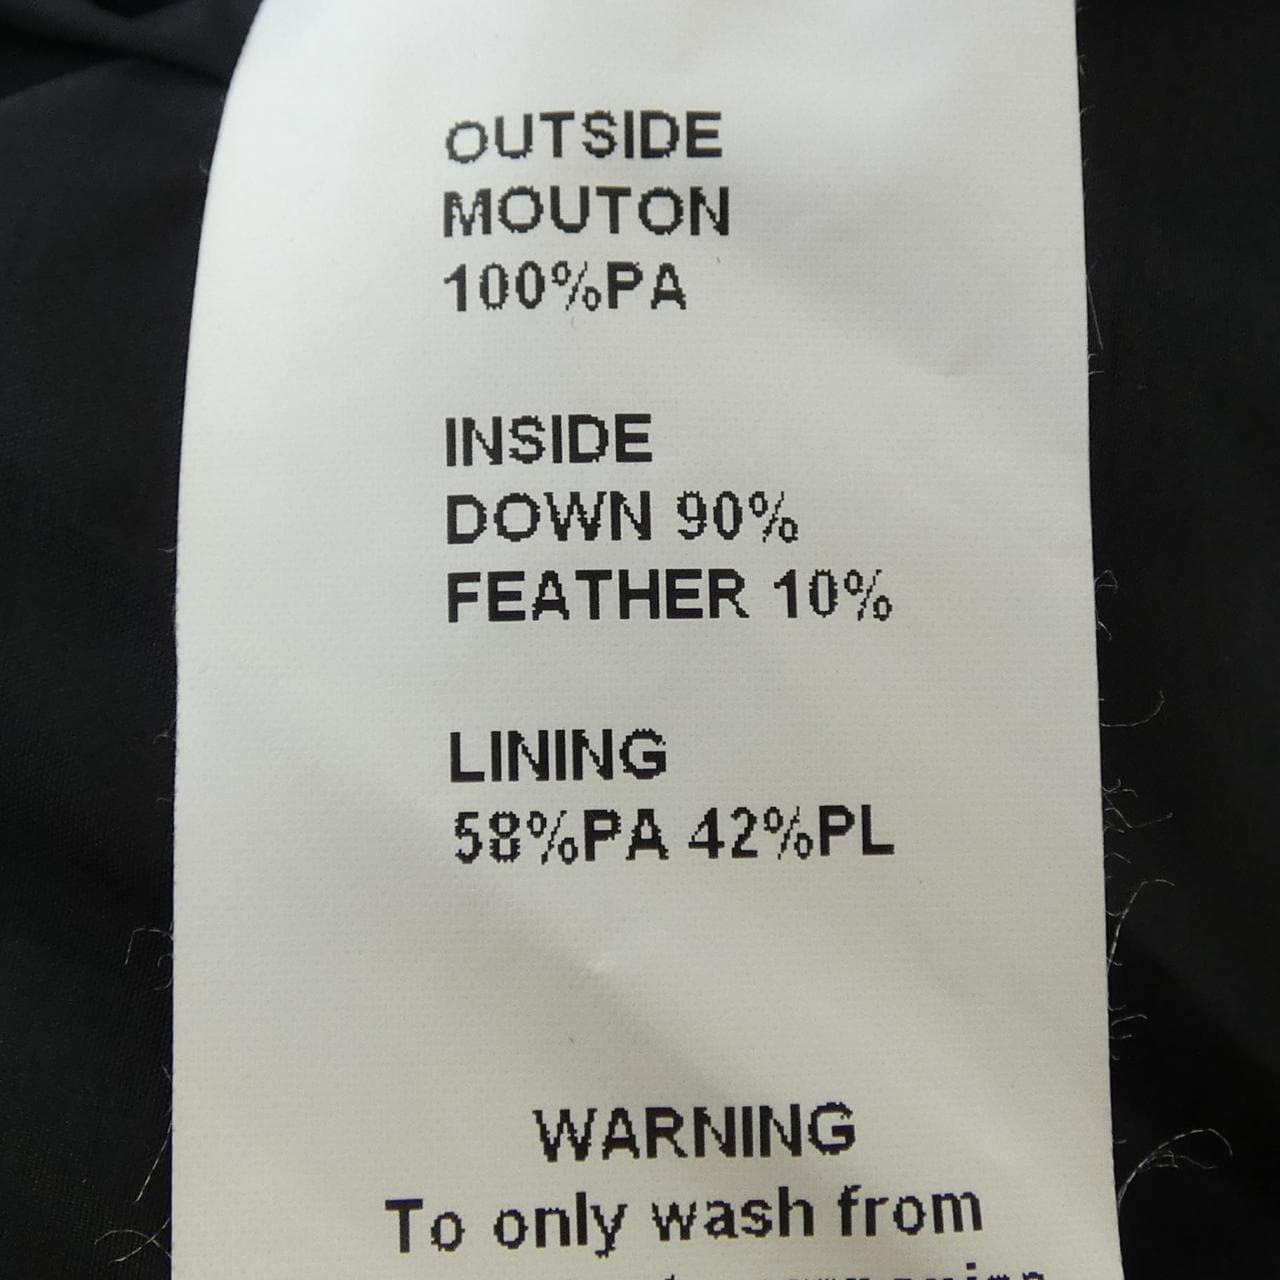 OUTSIDE
MOUTON
100%PA
INSIDE
DOWN 90%
FEATHER 10%
LINING
58%PA 42%PL
WARNING
To only wash from